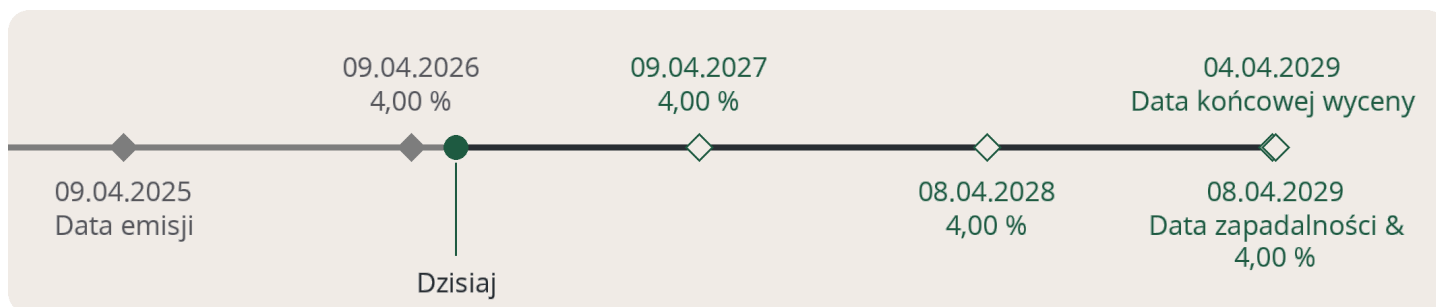 09.04.2026
4,00 %
09.04.2027
4,00 %
04.04.2029
Data końcowej wyceny
09.04.2025
Data emisji
08.04.2028
4,00 %
08.04.2029
Data zapadalności &
4,00 %
Dzisiaj